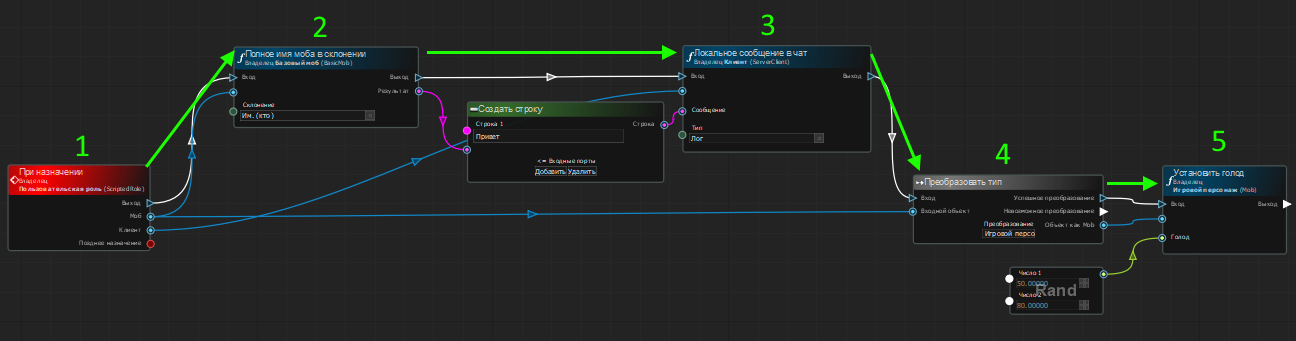 1
При назначении
Владелец
Пользовательская роль (ScriptedRole)
Выход
Моб
Клиент
Позднее назначение
2
Полное имя моба в склонении
Владелец Базовый моб (BasicMob)
Вход
Выход
Результат
Склонение
Им.(кто)
Создать строку
Строка 1
Строка
Привет
<= Входные порты
Добавить Удалить
3
Локальное сообщение в чат
Владелец Клиент (ServerClient)
Вход
Выход
Сообщение
Тип
Лог
4
Преобразовать тип
Вход
Успешное преобразование
Входной объект
Невозможное преобразование
Преобразование
Объект как Mob
Игровой персо
Число 1
50.00000
Rand
Число 2
80.00000
5
Установить голод
Владелец
Игровой персонаж (Mob)
Вход
Выход
Голод